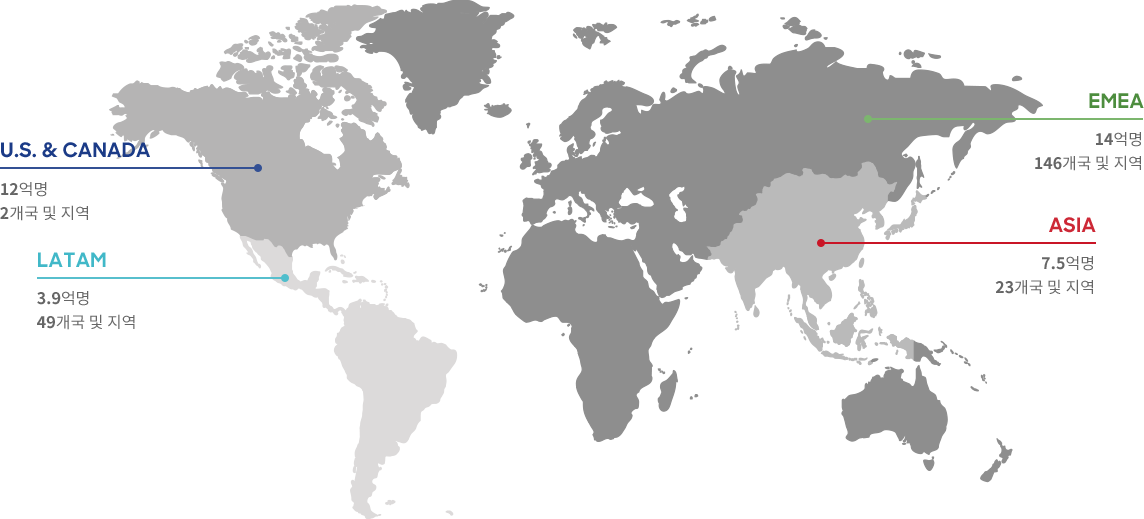 U.S. & CANADA
12억명
2개국 및 지역
LATAM
3.9억명
49개국 및 지역
EMEA
14억명
146개국 및 지역
ASIA
7.5억명
23개국 및 지역